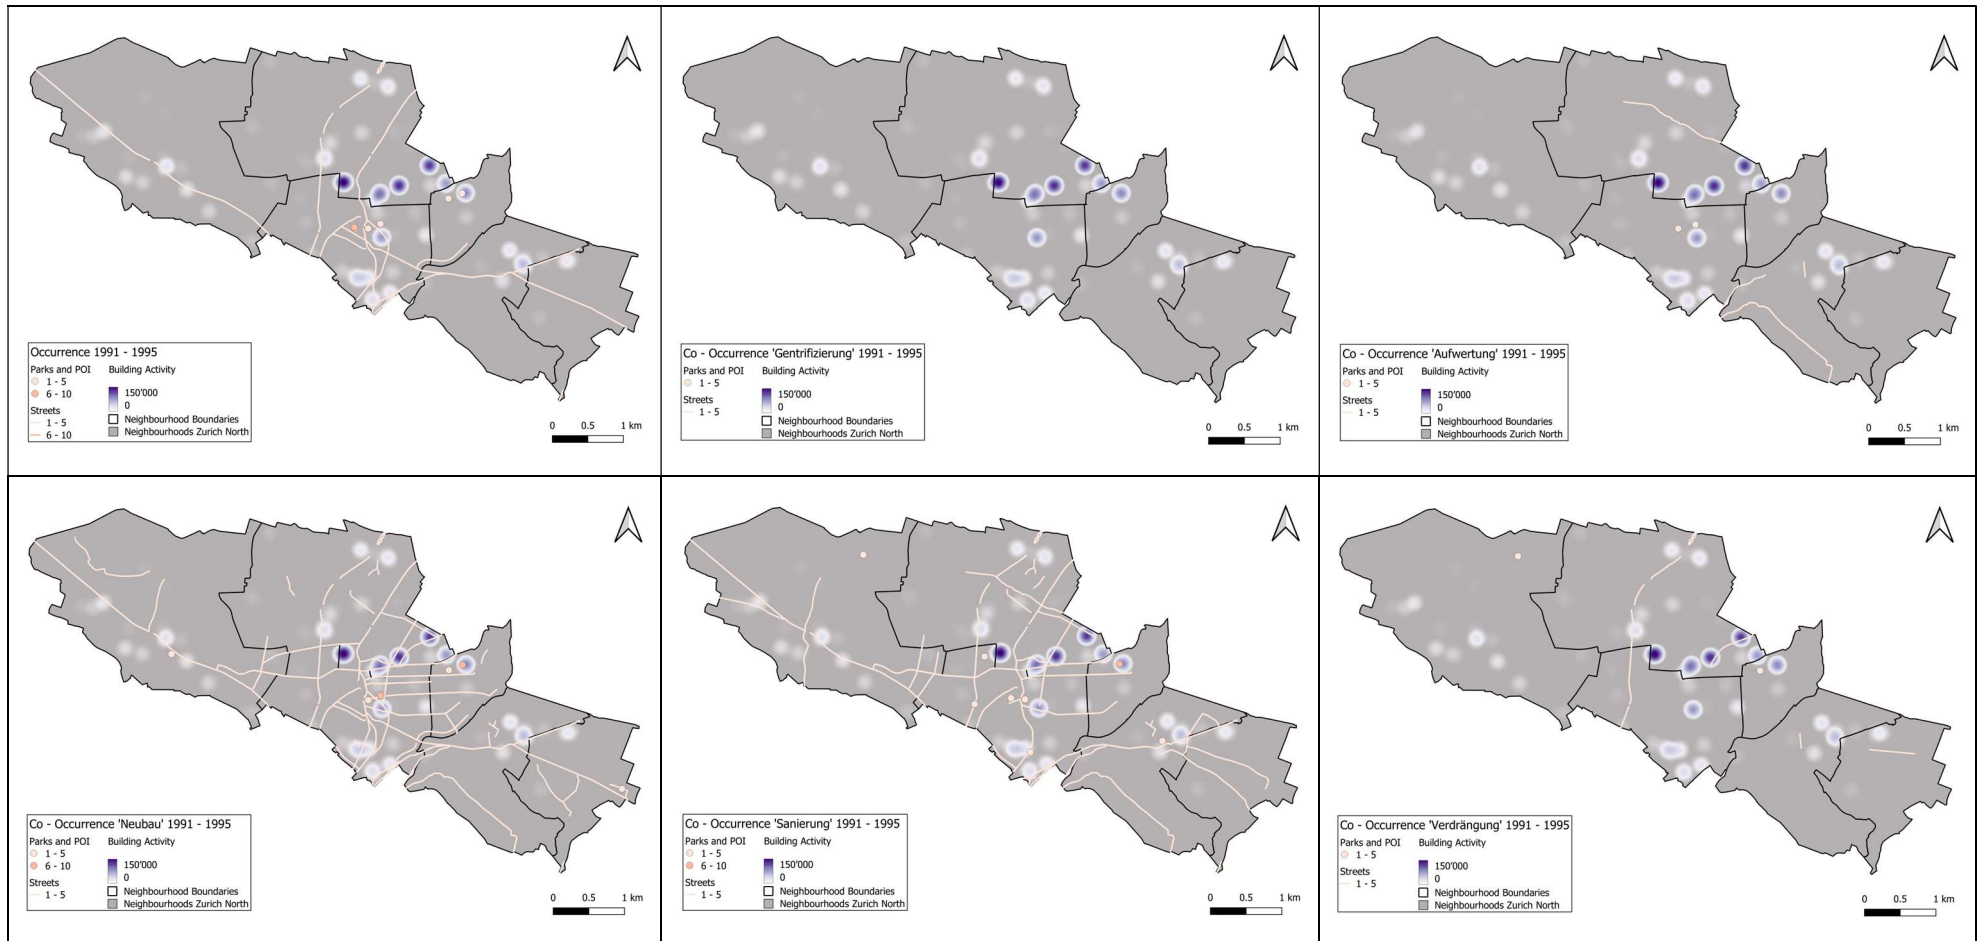 Occurrence 1991 - 1995
Parks and POI Building Activity
1 - 5
6 - 10 150'000
Streets 0
1 - 5 Neighbourhood Boundaries
6 - 10 Neighbourhoods Zurich North
0 0.5 1 km
Co - Occurrence 'Gentrifizierung' 1991 - 1995
Parks and POI Building Activity
1 - 5
150'000
Streets 0
1 - 5 Neighbourhood Boundaries
Neighbourhoods Zurich North
0 0.5 1 km
Co - Occurrence 'Aufwertung' 1991 - 1995
Parks and POI Building Activity
1 - 5
150'000
Streets 0
1 - 5 Neighbourhood Boundaries
Neighbourhoods Zurich North
0 0.5 1 km
Co - Occurrence 'Neubau' 1991 - 1995
Parks and POI Building Activity
1 - 5
6 - 10 150'000
Streets 0
1 - 5 Neighbourhood Boundaries
Neighbourhoods Zurich North
0 0.5 1 km
Co - Occurrence 'Sanierung' 1991 - 1995
Parks and POI Building Activity
1 - 5
6 - 10 150'000
Streets 0
1 - 5 Neighbourhood Boundaries
Neighbourhoods Zurich North
0 0.5 1 km
Co - Occurrence 'Verdrängung' 1991 - 1995
Parks and POI Building Activity
1 - 5
150'000
Streets 0
1 - 5 Neighbourhood Boundaries
Neighbourhoods Zurich North
0 0.5 1 km